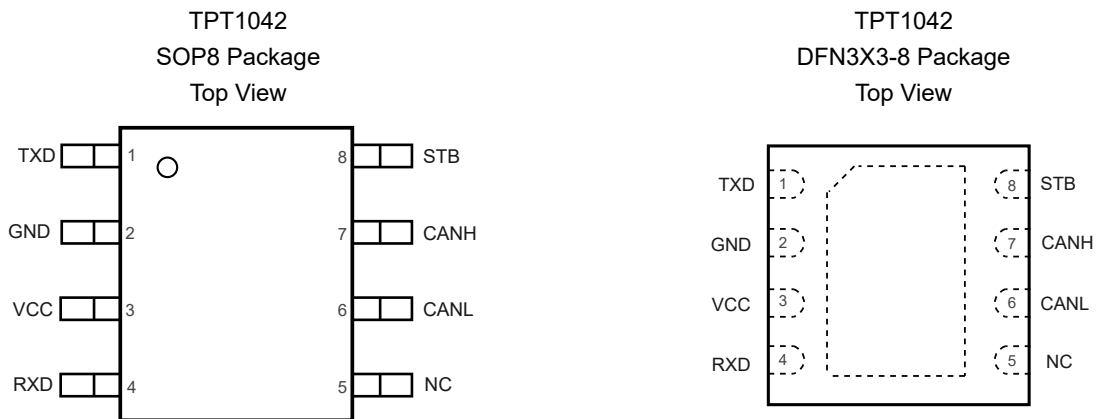 TPT1042
SOP8 Package
Top View
TXD 1 8 STB
GND 2 7 CANH
VCC 3 6 CANL
RXD 4 5 NC
TPT1042
DFN3X3-8 Package
Top View
TXD 1 8 STB
GND 2 7 CANH
VCC 3 6 CANL
RXD 4 5 NC